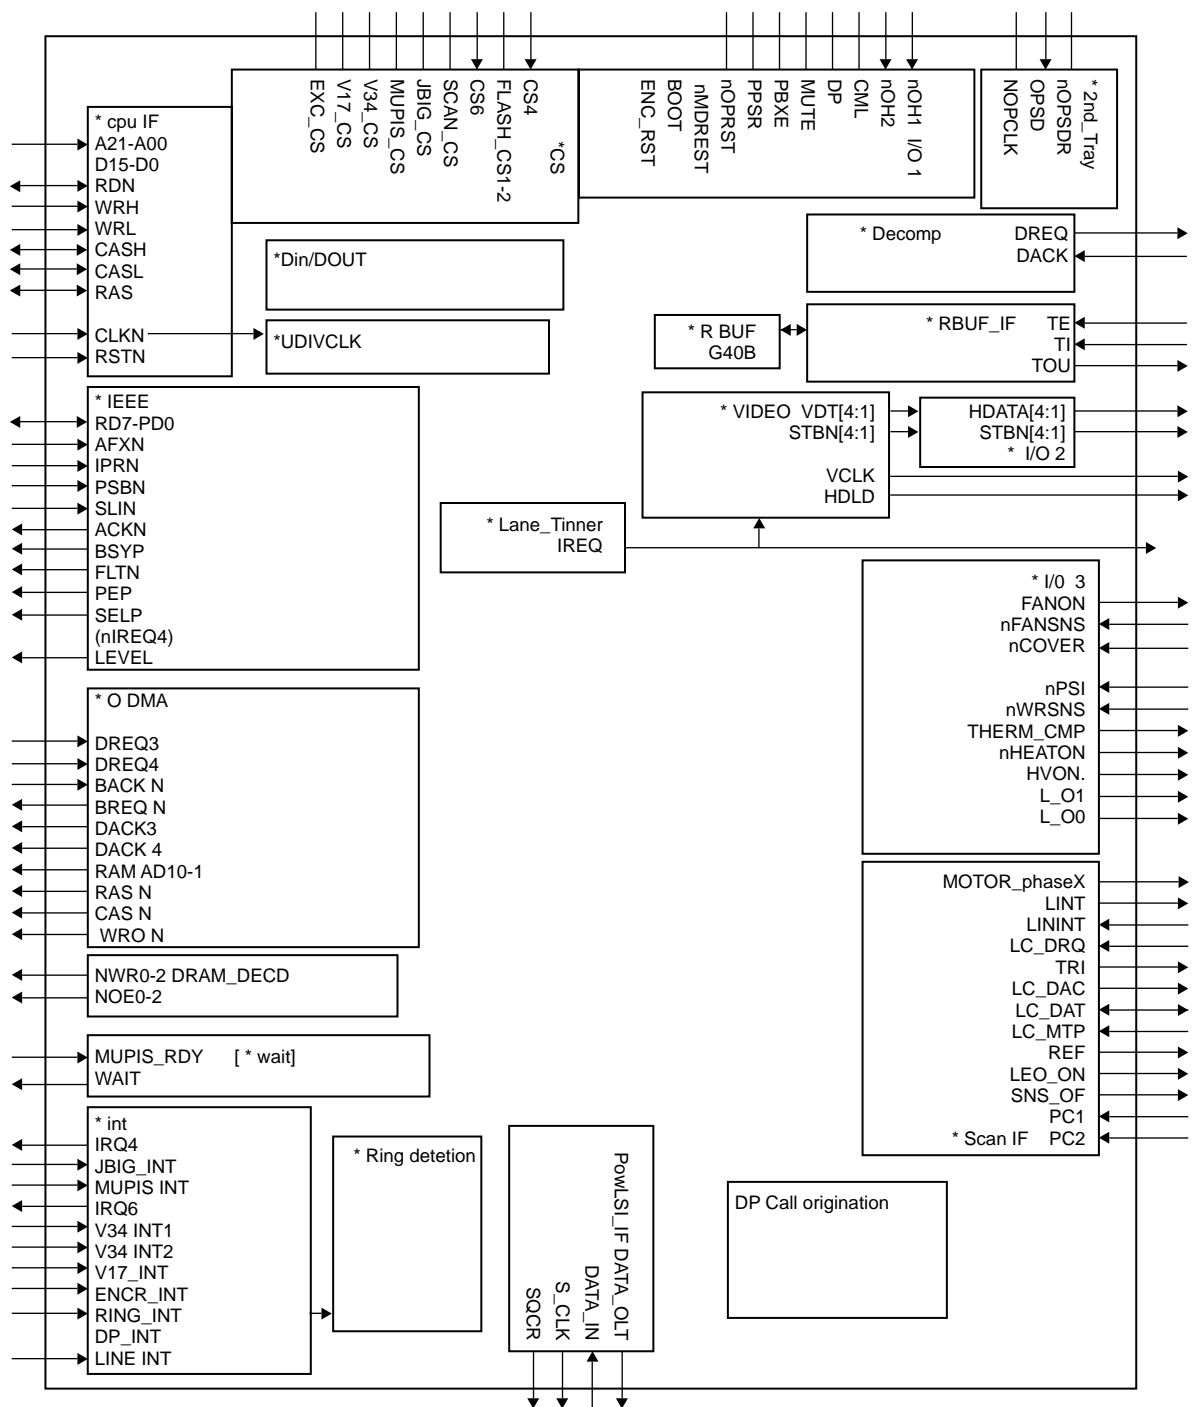 EXC_CS
V17_CS
V34_CS
MUPIS_CS
JBIG_CS
SCAN_CS
CS6
FLASH_CS1-2
CS4
*CS
ENC_RST
BOOT
nMDREST
nOPRST
PPSR
PBXE
MUTE
DP
CML
nOH2
nOH1 I/O 1
NOPCLK
OPSD
nOPSDR
* 2nd_Tray
* cpu IF
A21-A00
D15-D0
RDN
WRH
WRL
CASH
CASL
RAS
CLKN
RSTN
*Din/DOUT
*UDIVCLK
* Decomp DREQ
DACK
* R BUF
G40B
* RBUF_IF TE
TI
TOU
* IEEE
RD7-PD0
AFXN
IPRN
PSBN
SLIN
ACKN
BSYP
FLTN
PEP
SELP
(nIREQ4)
LEVEL
* VIDEO VDT[4:1]
STBN[4:1]
VCLK
HDLD
HDATA[4:1]
STBN[4:1]
* I/O 2
* Lane_Tinner
IREQ
* I/0 3
FANON
nFANSNS
nCOVER
nPSI
nWRSNS
THERM_CMP
nHEATON
HVON.
L_O1
L_O0
* O DMA
DREQ3
DREQ4
BACK N
BREQ N
DACK3
DACK 4
RAM AD10-1
RAS N
CAS N
WRO N
NWR0-2 DRAM_DECD
NOE0-2
MUPIS_RDY [ * wait]
WAIT
MOTOR_phaseX
LINT
LININT
LC_DRQ
TRI
LC_DAC
LC_DAT
LC_MTP
REF
LEO_ON
SNS_OF
PC1
* Scan IF PC2
* int
IRQ4
JBIG_INT
MUPIS INT
IRQ6
V34 INT1
V34 INT2
V17_INT
ENCR_INT
RING_INT
DP_INT
LINE INT
* Ring detetion
SQCR
S_CLK
DATA_IN
PowLSI_IF DATA_OLT
DP Call origination